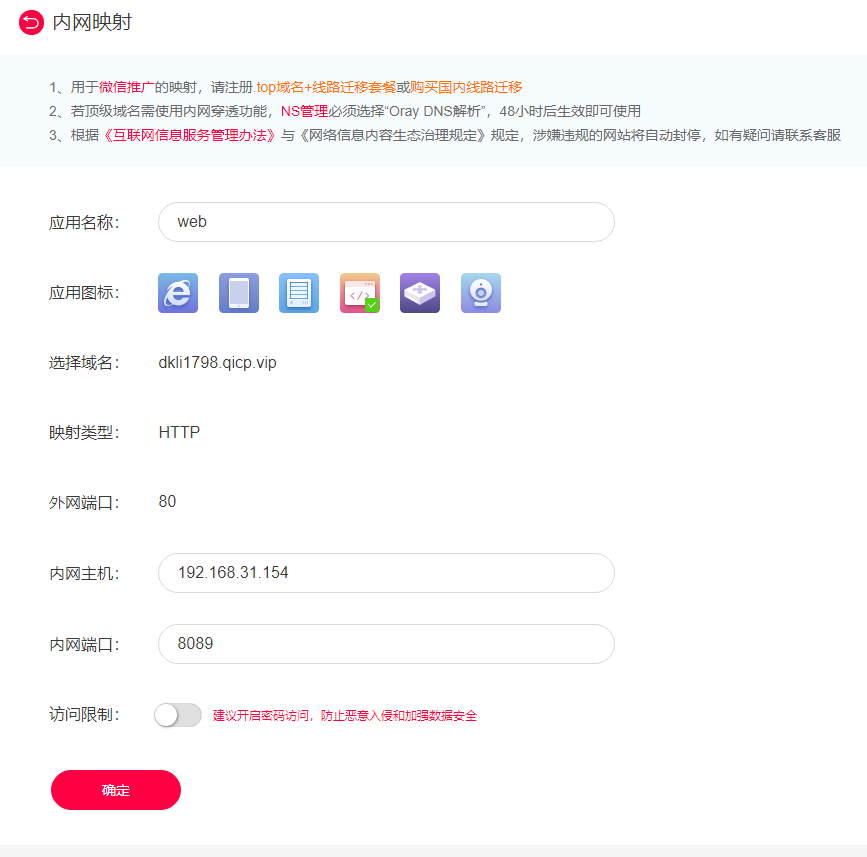 内网映射
1、用于微信推广的映射，请注册.top域名+线路迁移套餐或购买国内线路迁移
2、若顶级域名需使用内网穿透功能，NS管理必须选择“Oray DNS解析”，48小时后生效即可使用
3、根据《互联网信息服务管理办法》与《网络信息内容生态治理规定》规定，涉嫌违规的网站将自动封停，如有疑问请联系客服
应用名称： web
应用图标：
选择域名： dkli1798.qicp.vip
映射类型： HTTP
外网端口： 80
内网主机： 192.168.31.154
内网端口： 8089
访问限制： 建议开启密码访问，防止恶意入侵和加强数据安全
确定